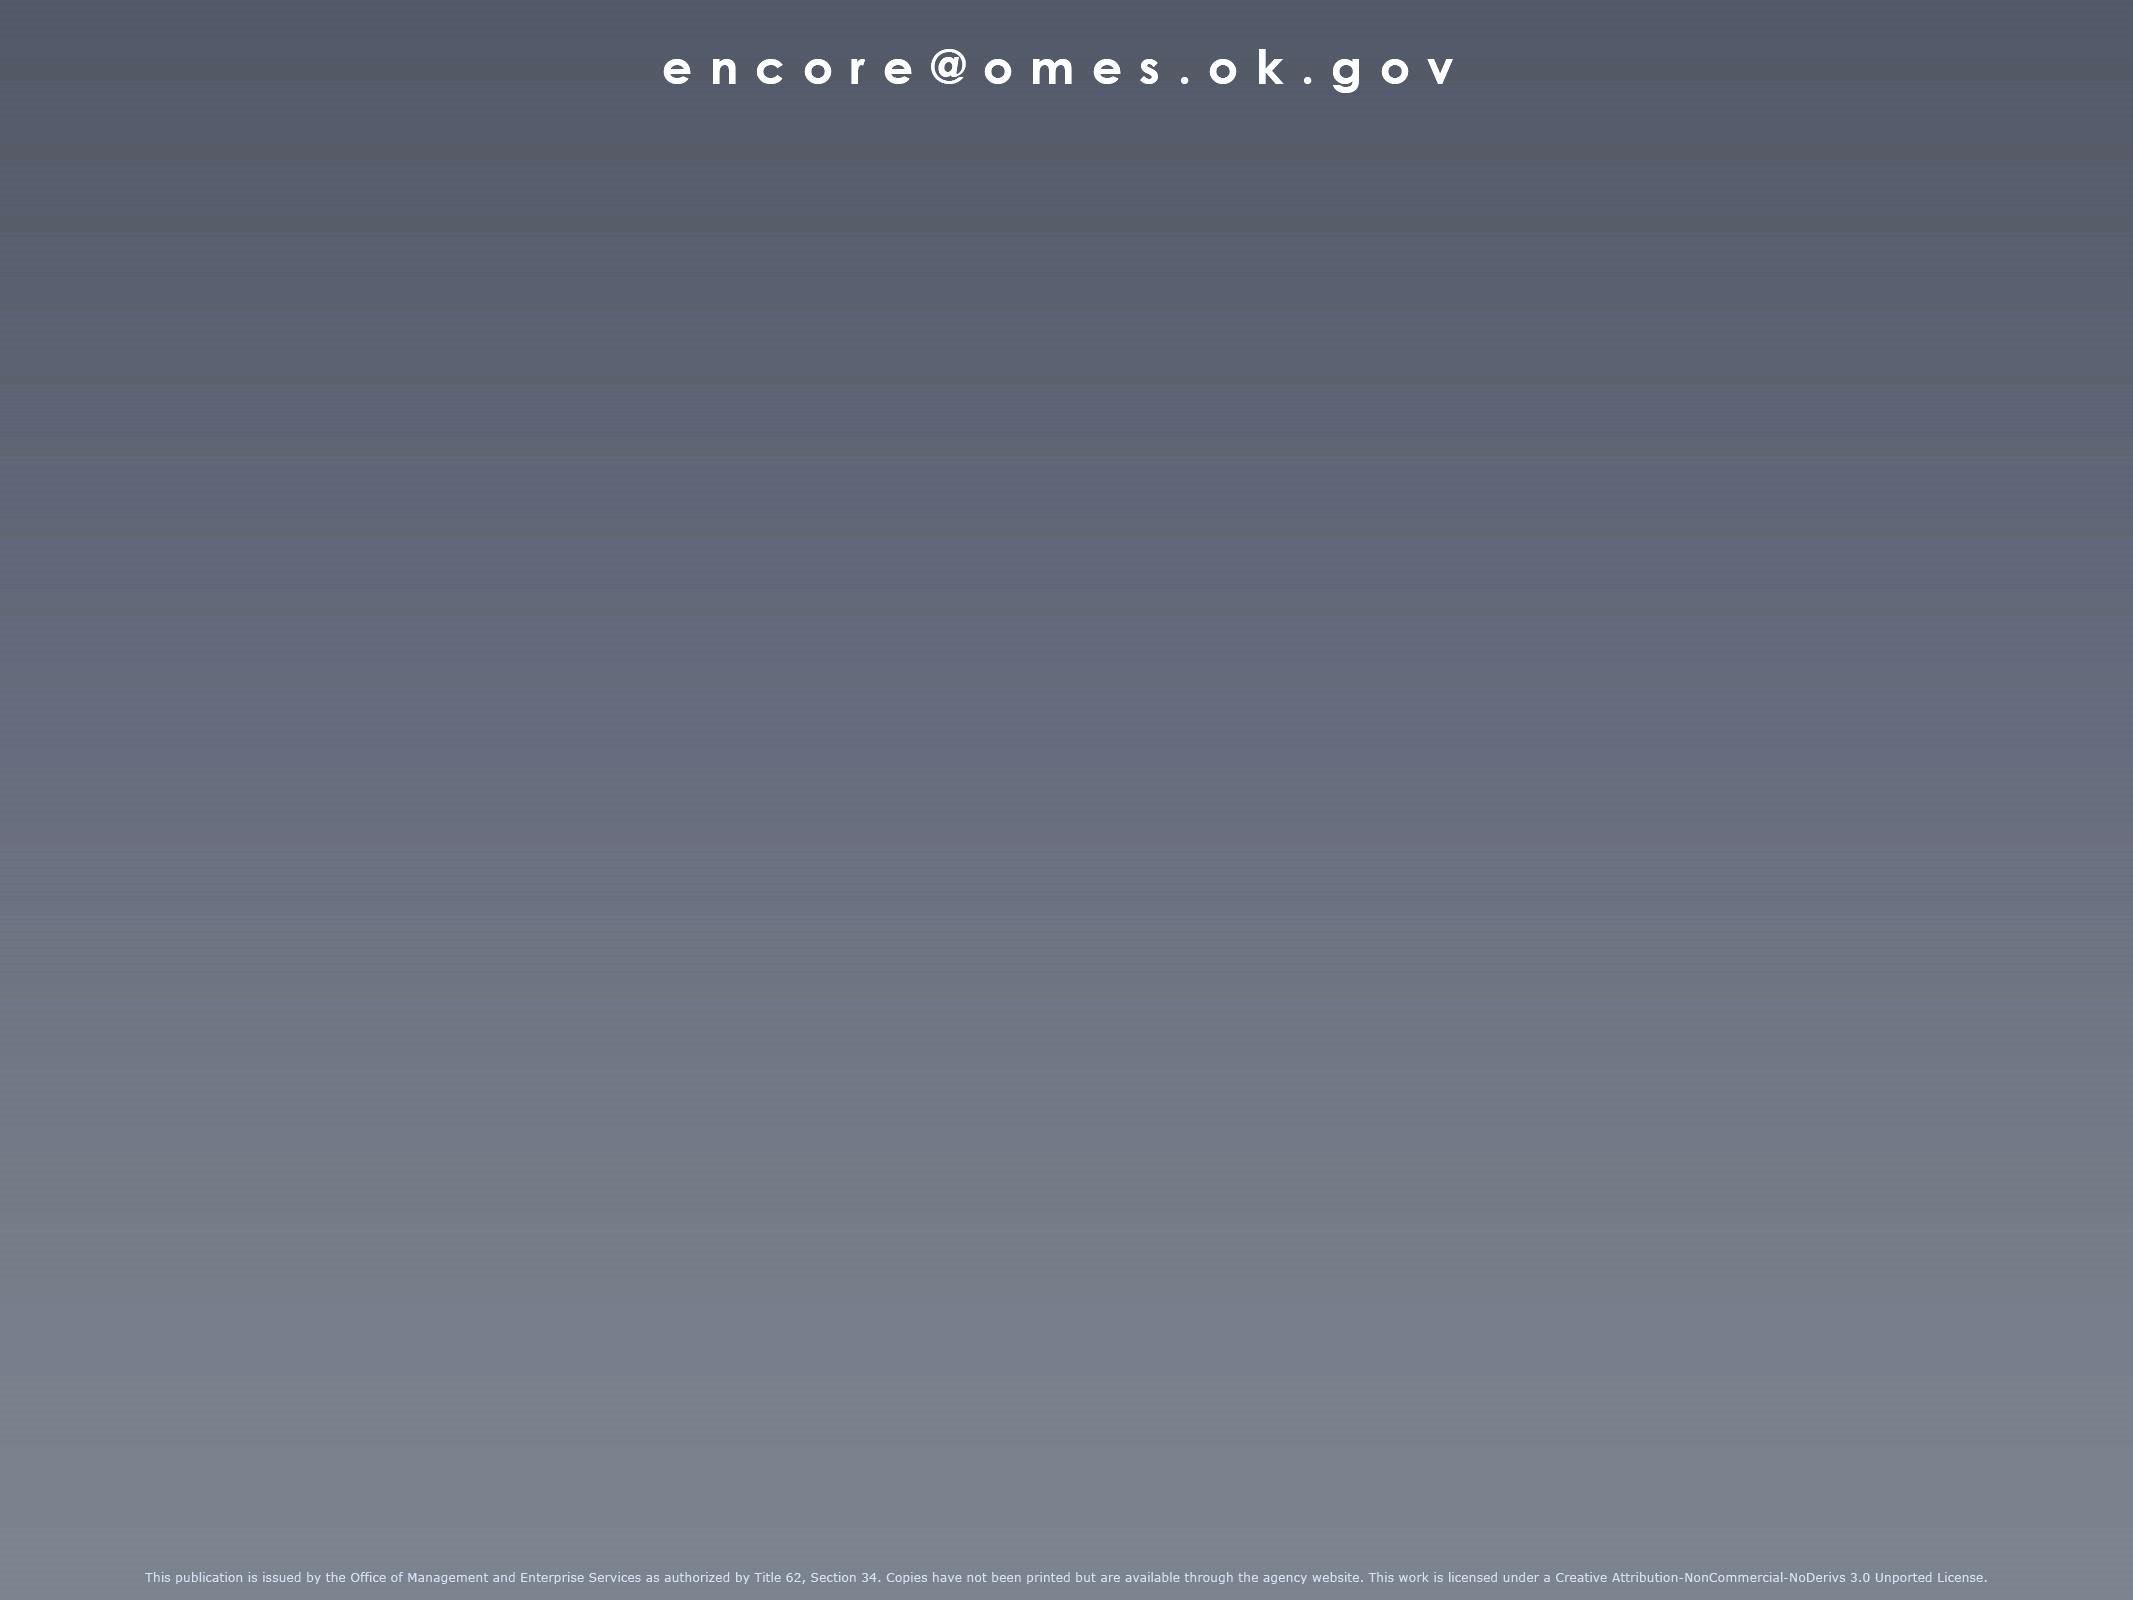 encore@omes.ok.gov
This publication is issued by the Office of Management and Enterprise Services as authorized by Title 62, Section 34. Copies have not been printed but are available through the agency website. This work is licensed under a Creative Attribution-NonCommercial-NoDerivs 3.0 Unported License.